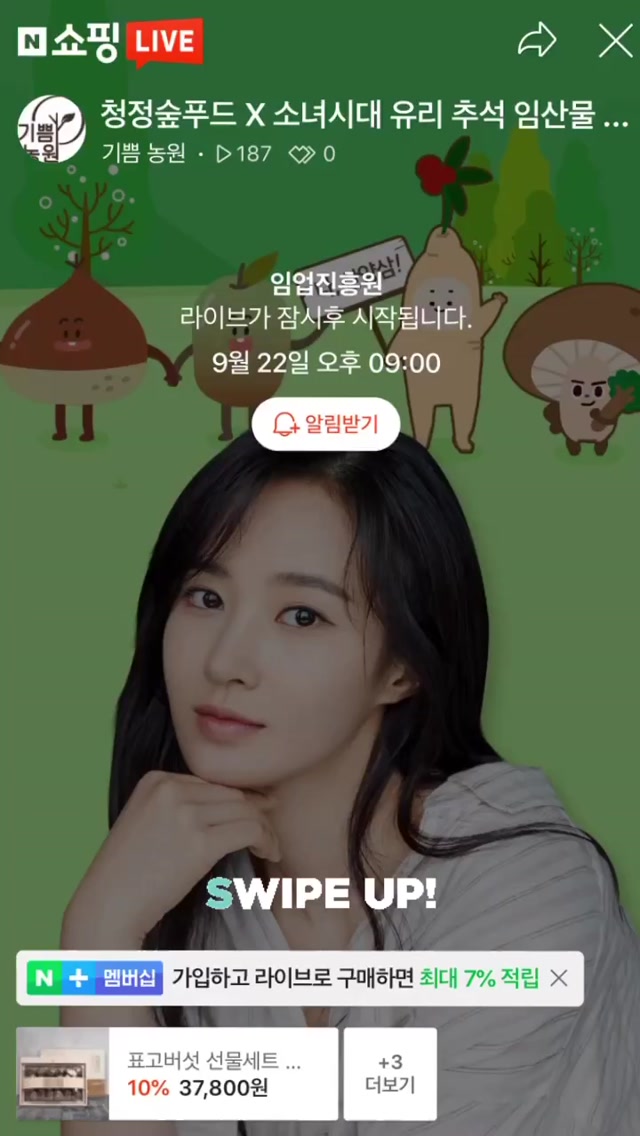 N 쇼핑 LIVE
청정숲푸드 X 소녀시대 유리 추석 임산물 ...
기쁨 농원
기쁨 농원 · 187 0
임업진흥원
라이브가 잠시후 시작됩니다.
9월 22일 오후 09:00
알림받기
SWIPE UP!
N + 멤버십 가입하고 라이브로 구매하면 최대 7% 적립
표고버섯 선물세트 ...
10% 37,800원
+3
더보기